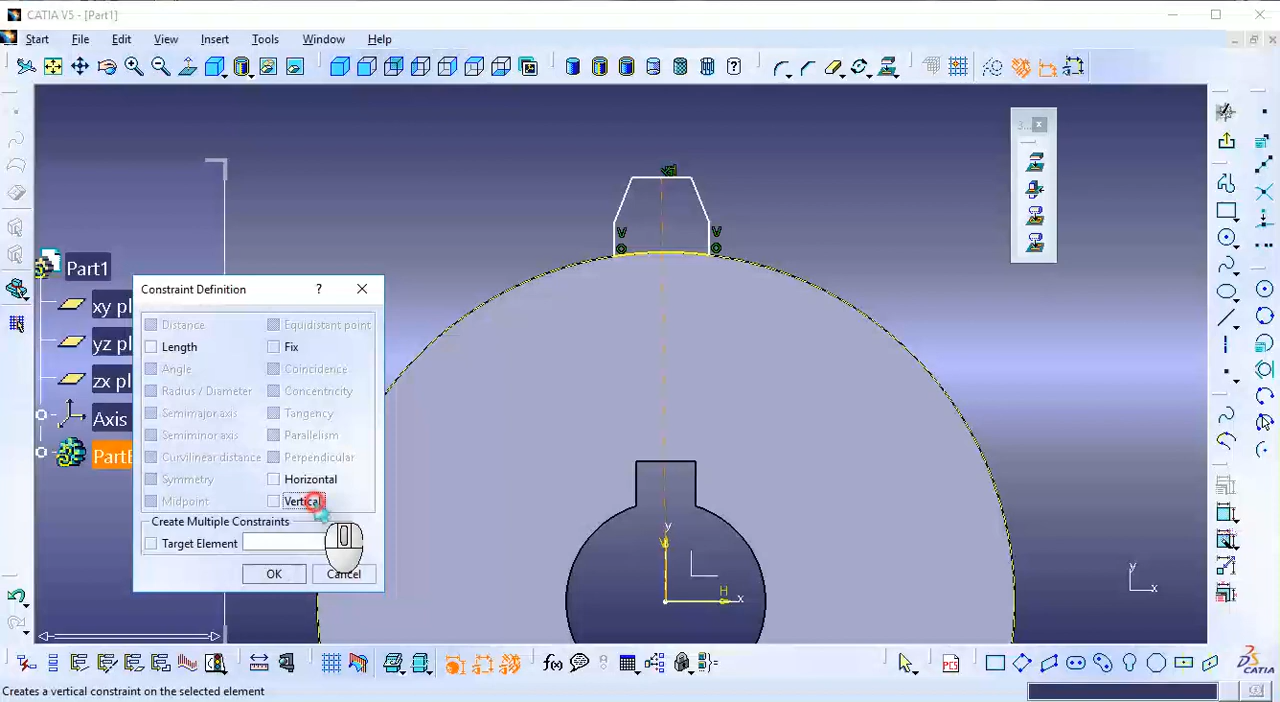 CATIA V5 - [Part1]
Start File Edit View Insert Tools Window Help
3...
Part1
xy pl
yz pl
zx pl
Axis
PartB
Constraint Definition ?
Distance Equidistant point
Length Fix
Angle Coincidence
Radius / Diameter Concentricity
Semimajor axis Tangency
Semiminor axis Parallelism
Curvilinear distance Perpendicular
Symmetry Horizontal
Midpoint Vertical
Create Multiple Constraints
Target Element
OK Cancel
V V
y
V
H x
y
x
f(x) PCS
CATIA
Creates a vertical constraint on the selected element